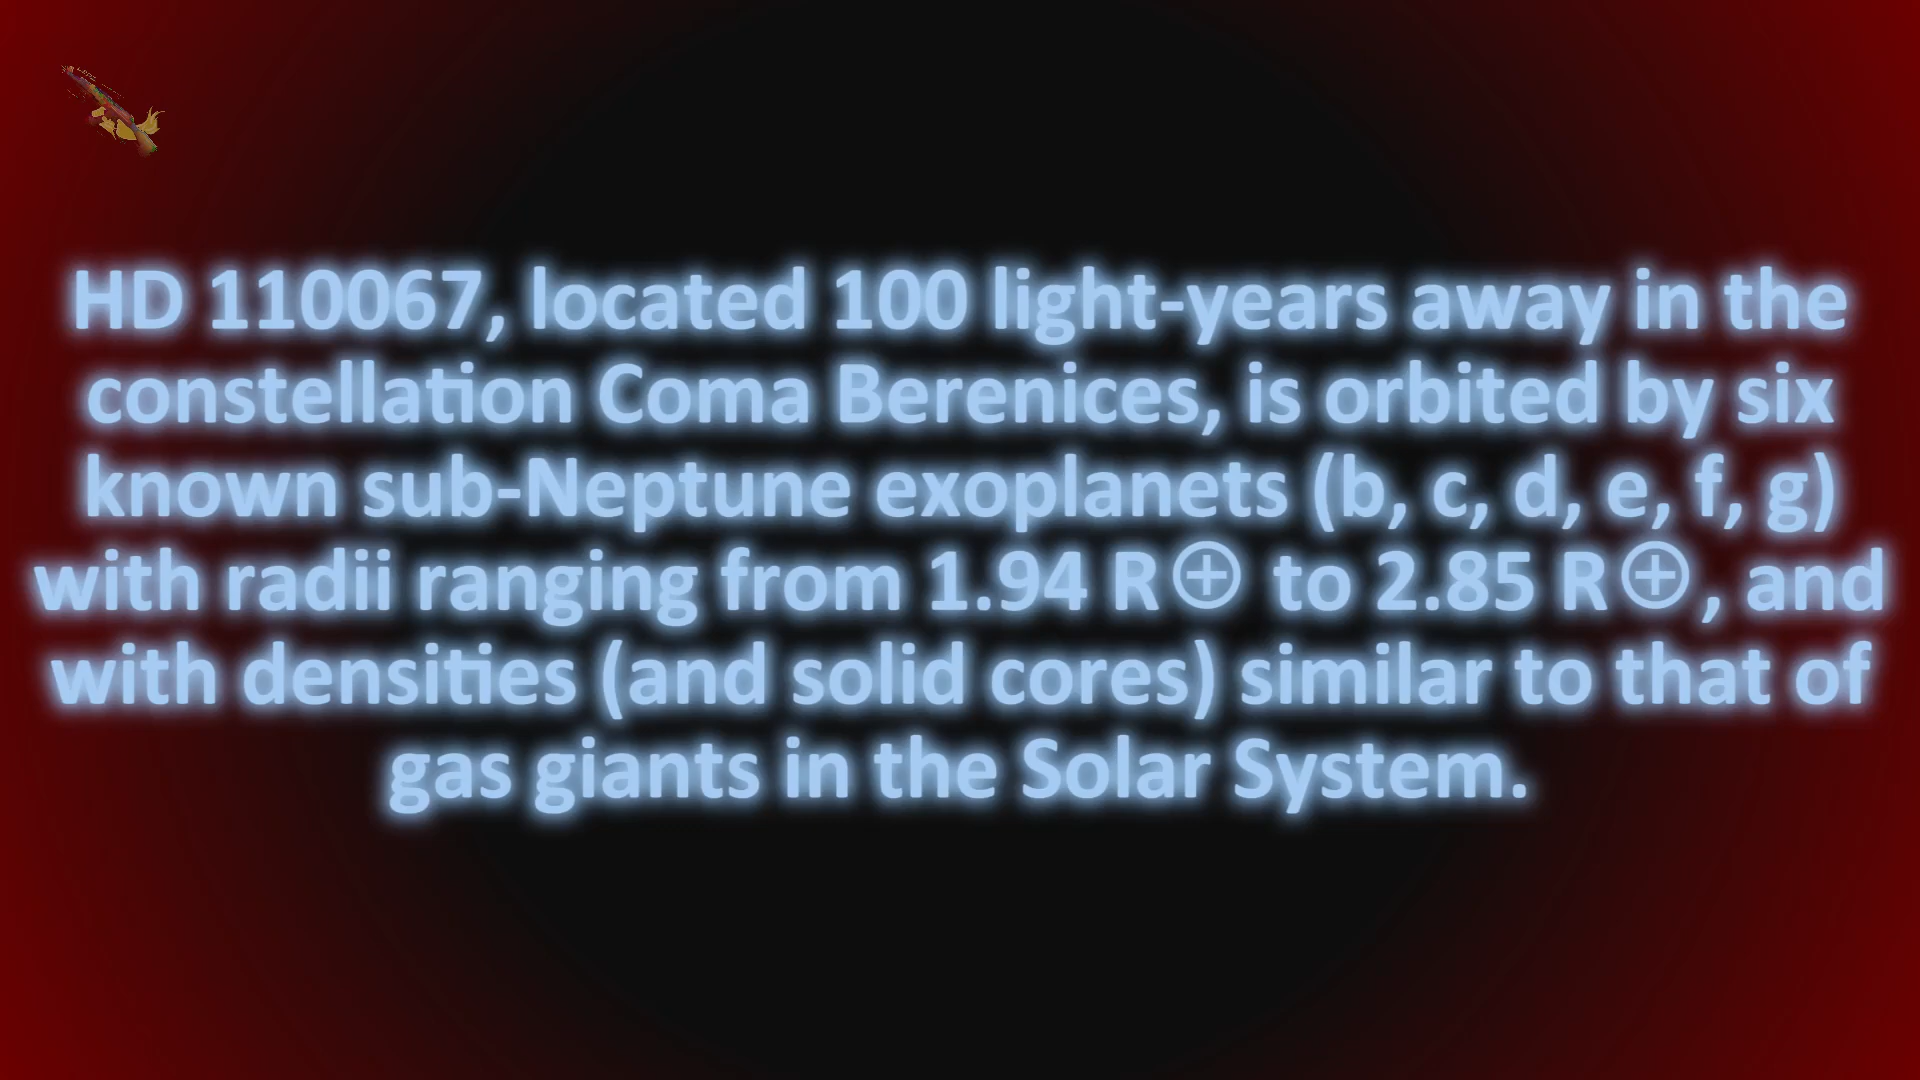 HD 110067, located 100 light-years away in the
constellation Coma Berenices, is orbited by six
known sub-Neptune exoplanets (b, c, d, e, f, g)
with radii ranging from 1.94 R⊕ to 2.85 R⊕, and
with densities (and solid cores) similar to that of
gas giants in the Solar System.